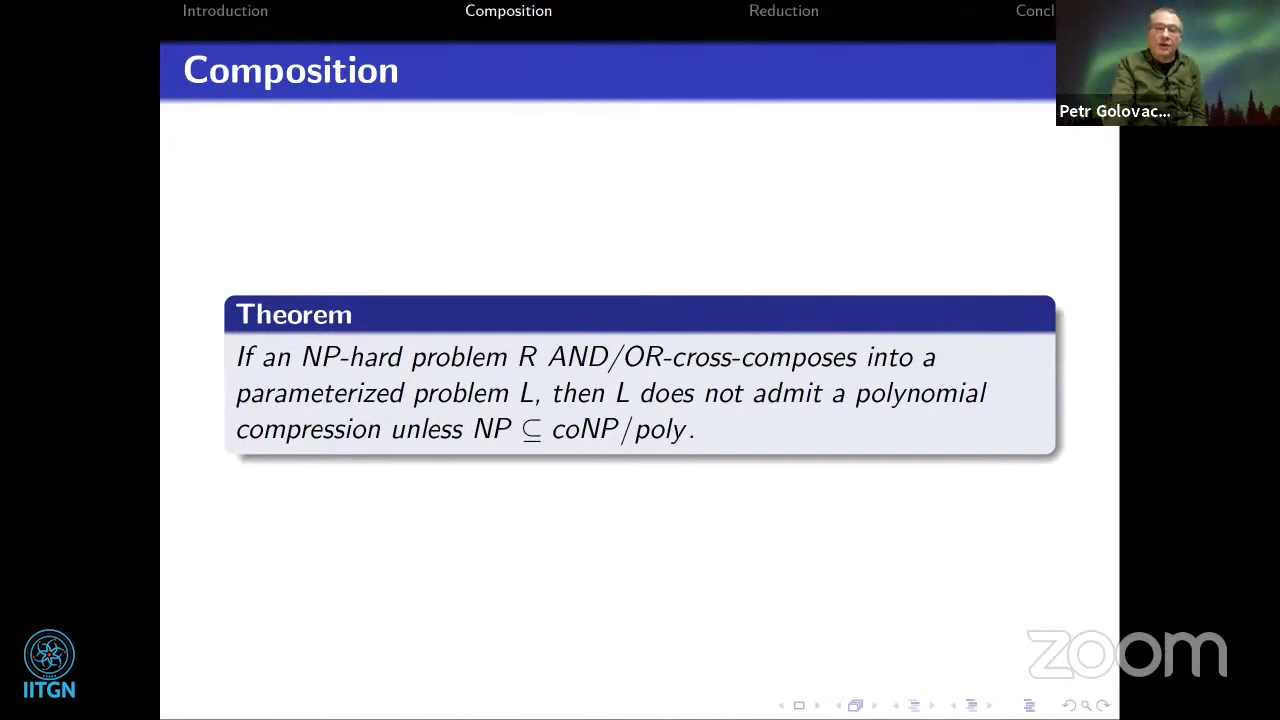 Introduction Composition Reduction Concl
Composition
Petr Golovac...
Theorem
If an NP-hard problem R AND/OR-cross-composes into a
parameterized problem L, then L does not admit a polynomial
compression unless NP ⊆ coNP/poly.
IITGN
zoom